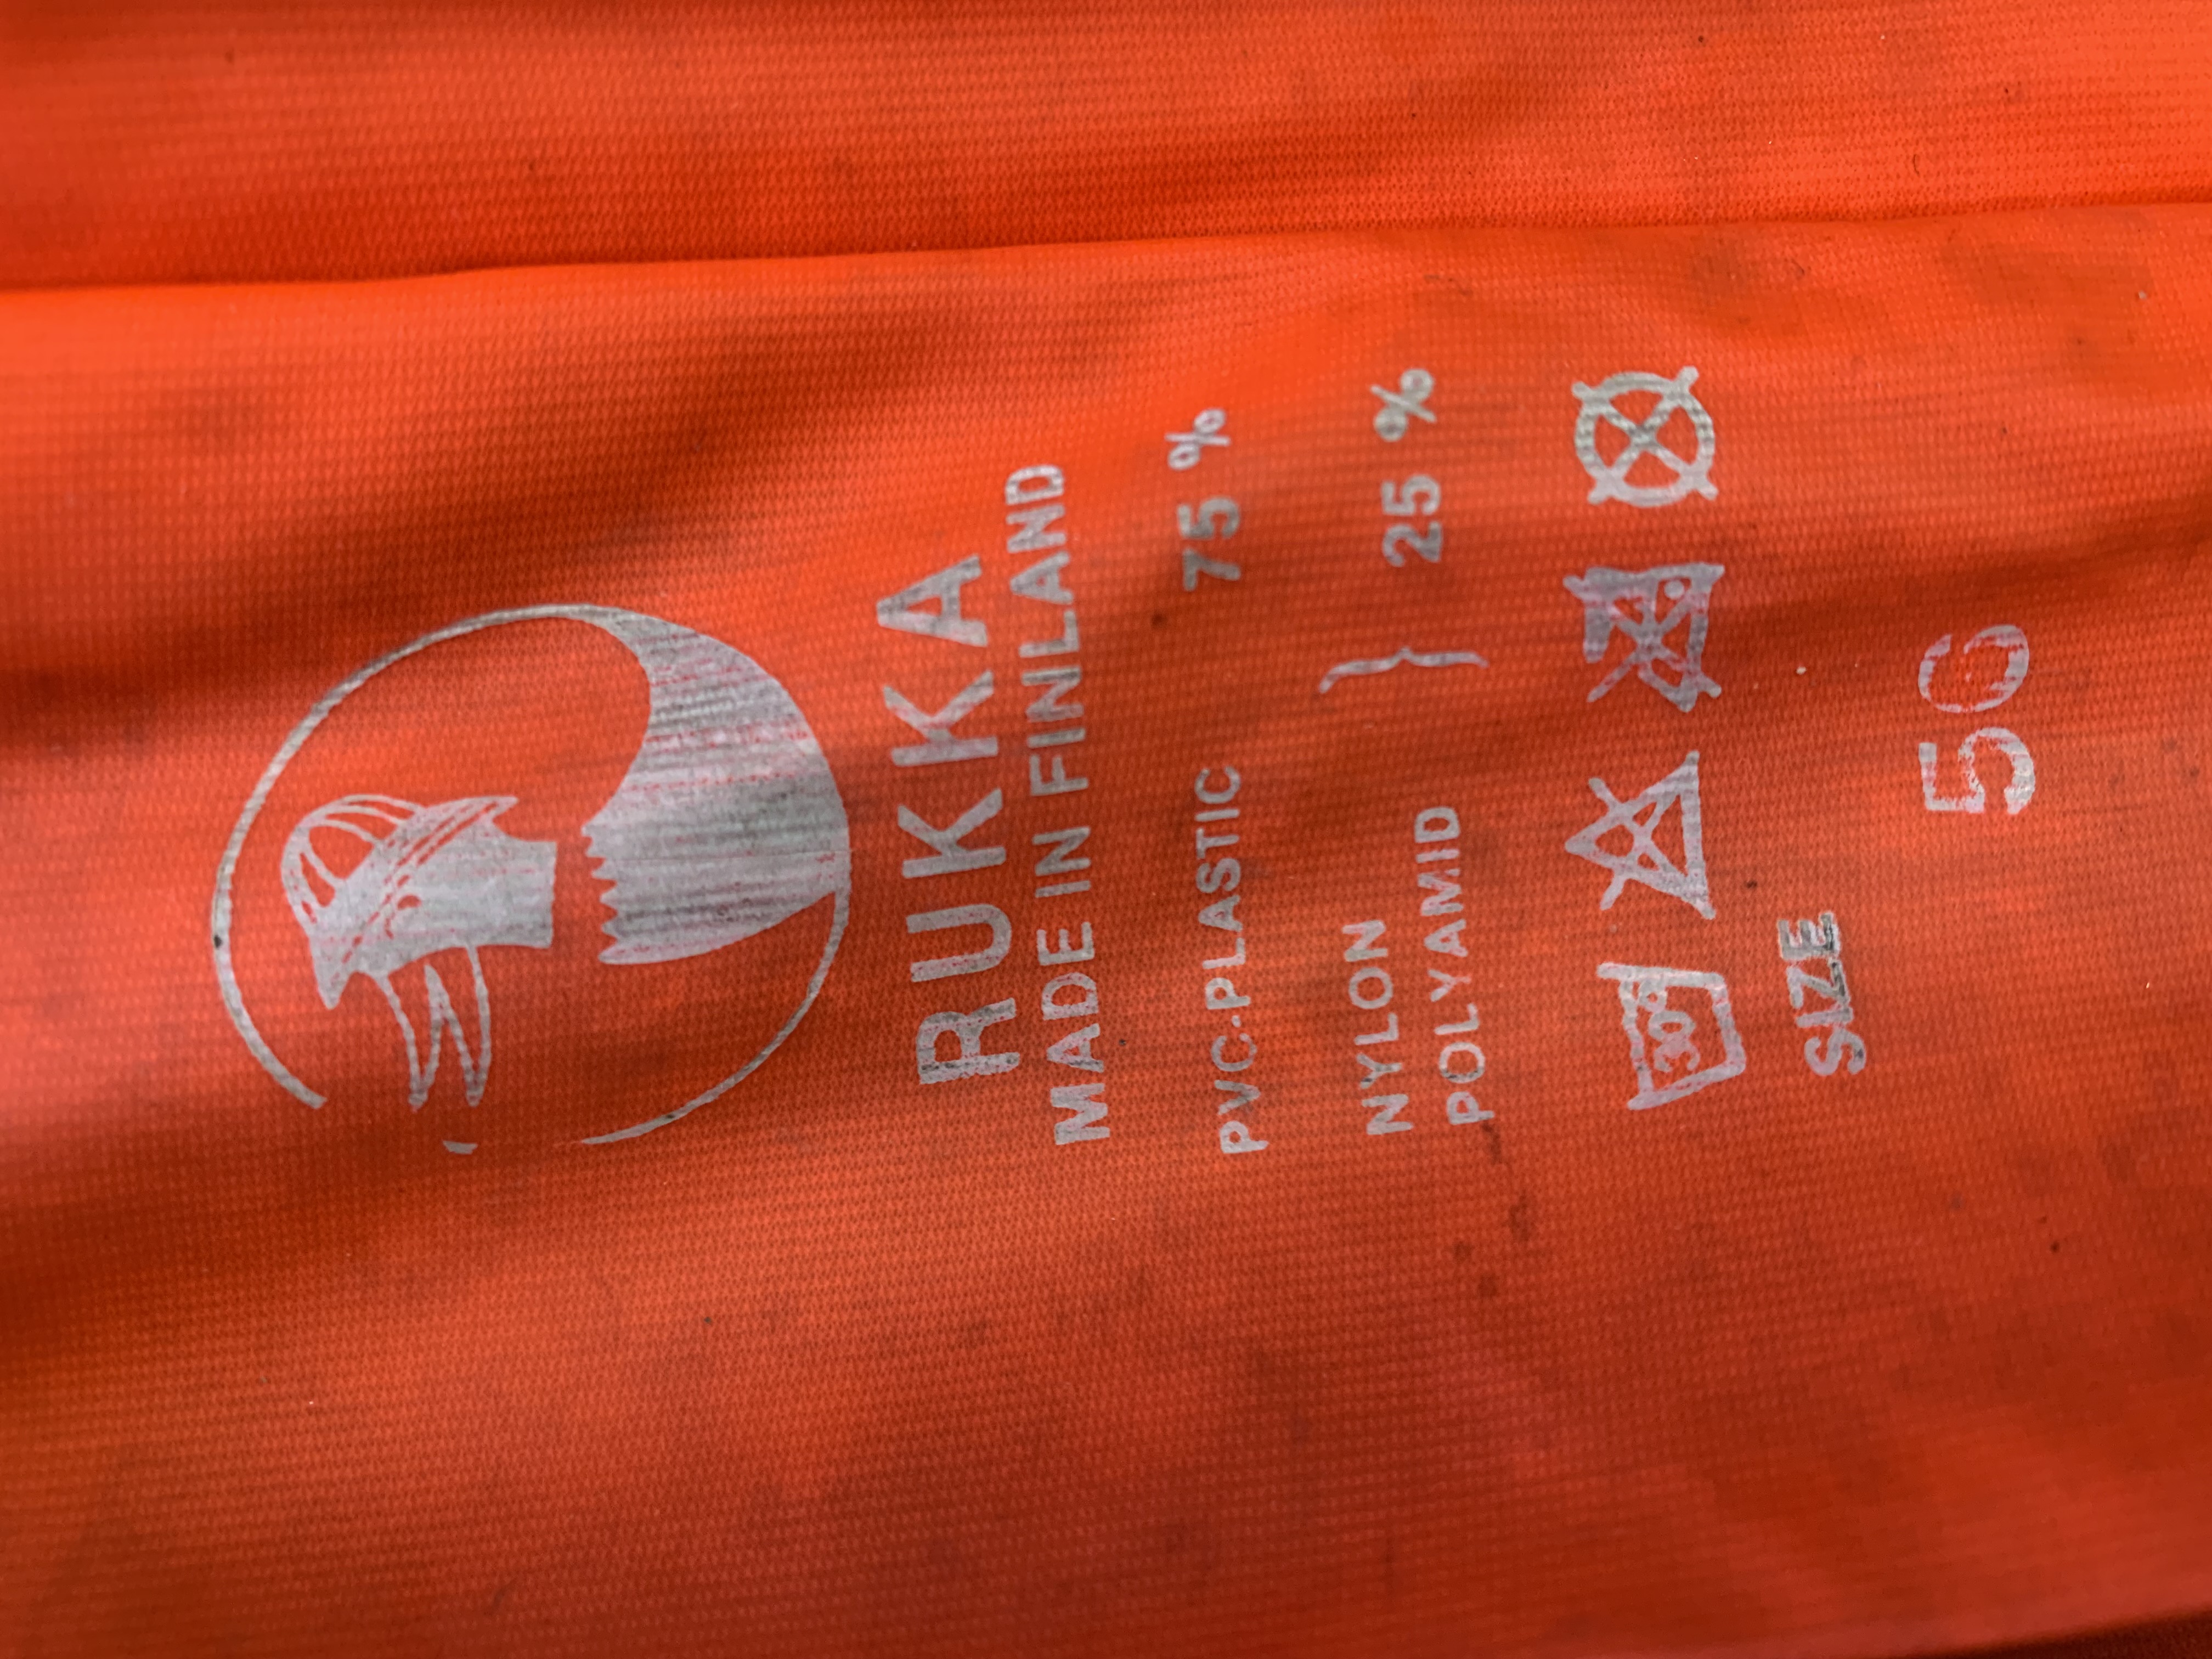 RUKKA
MADE IN FINLAND
PVC-PLASTIC 75 %
NYLON
POLYAMID } 25 %
30°
SIZE
56